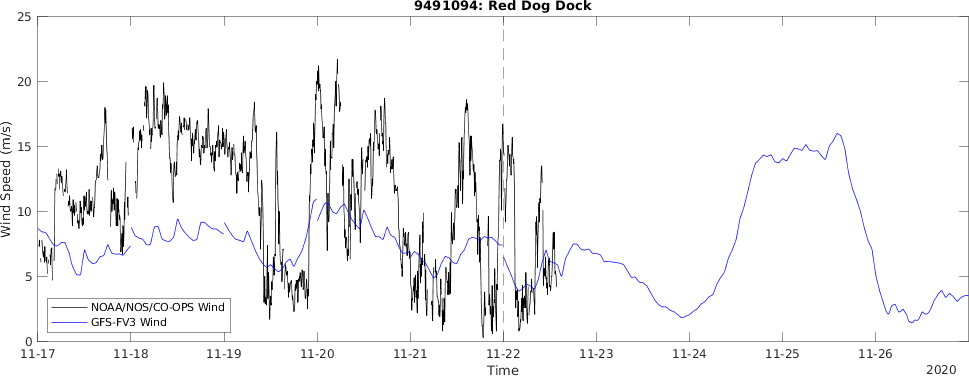 9491094: Red Dog Dock
25
20
15
10
5
0
Wind Speed (m/s)
NOAA/NOS/CO-OPS Wind
GFS-FV3 Wind
11-17 11-18 11-19 11-20 11-21 11-22 11-23 11-24 11-25 11-26
Time
2020